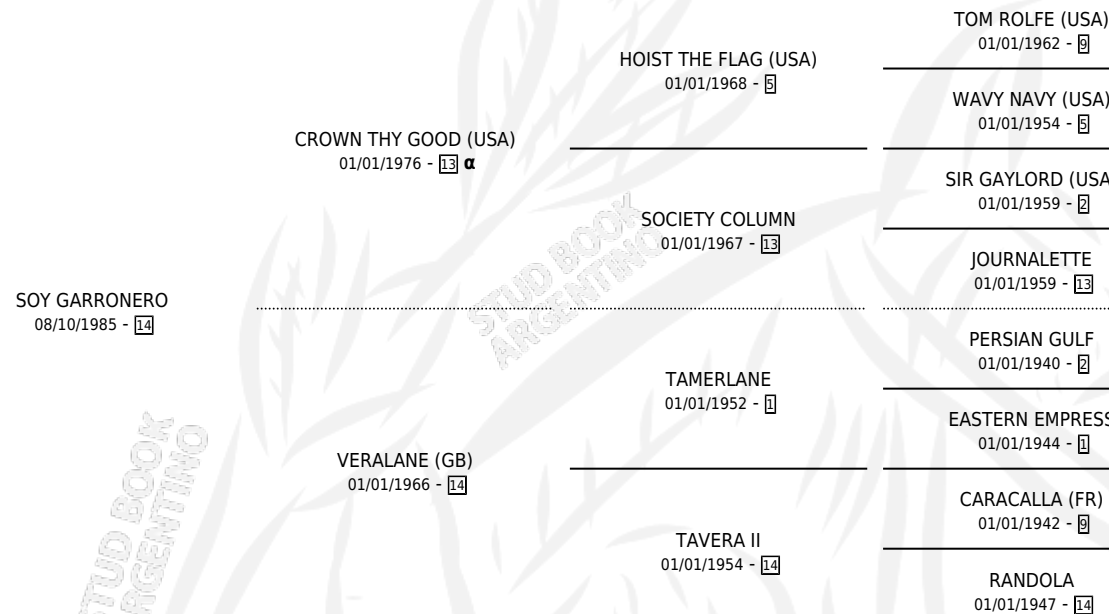 TOM ROLFE (USA)
01/01/1962 - 9
HOIST THE FLAG (USA)
01/01/1968 - 5
WAVY NAVY (USA)
01/01/1954 - 5
CROWN THY GOOD (USA)
01/01/1976 - 13 α
SIR GAYLORD (USA
01/01/1959 - 2
SOCIETY COLUMN
01/01/1967 - 13
JOURNALETTE
01/01/1959 - 13
SOY GARRONERO
08/10/1985 - 14
PERSIAN GULF
01/01/1940 - 2
TAMERLANE
01/01/1952 - 1
EASTERN EMPRESS
01/01/1944 - 1
VERALANE (GB)
01/01/1966 - 14
CARACALLA (FR)
01/01/1942 - 9
TAVERA II
01/01/1954 - 14
RANDOLA
01/01/1947 - 14
STUD BOOK
ARGENTINO
STUD BOOK
ARGENTINO